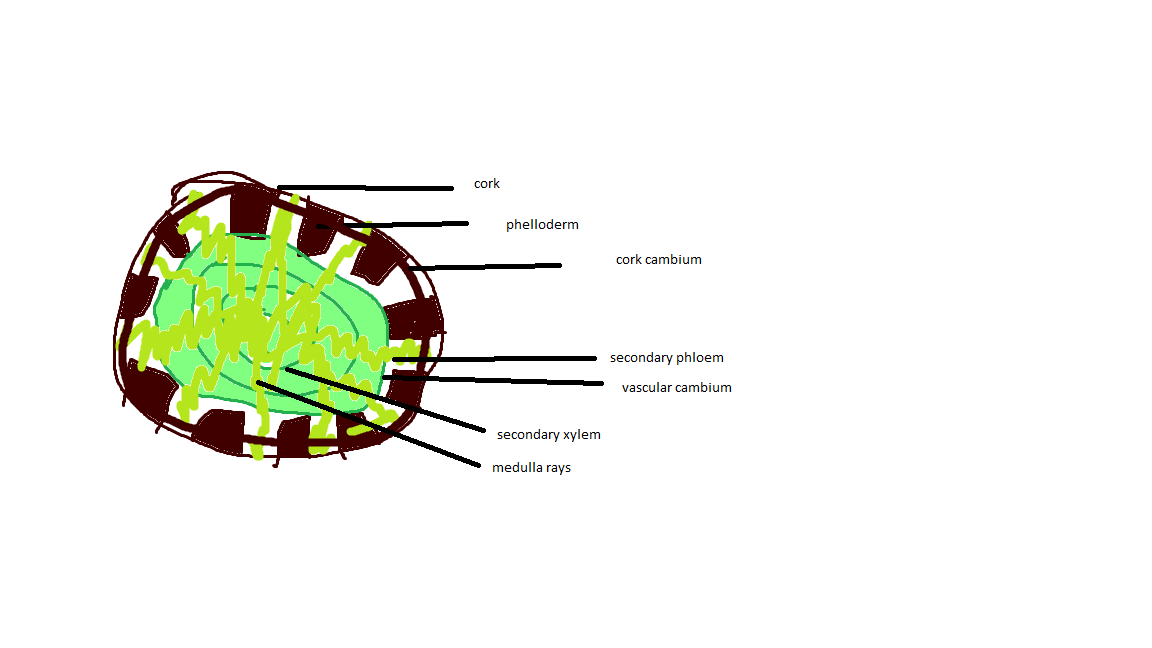 cork
phelloderm
cork cambium
secondary phloem
vascular cambium
secondary xylem
medulla rays